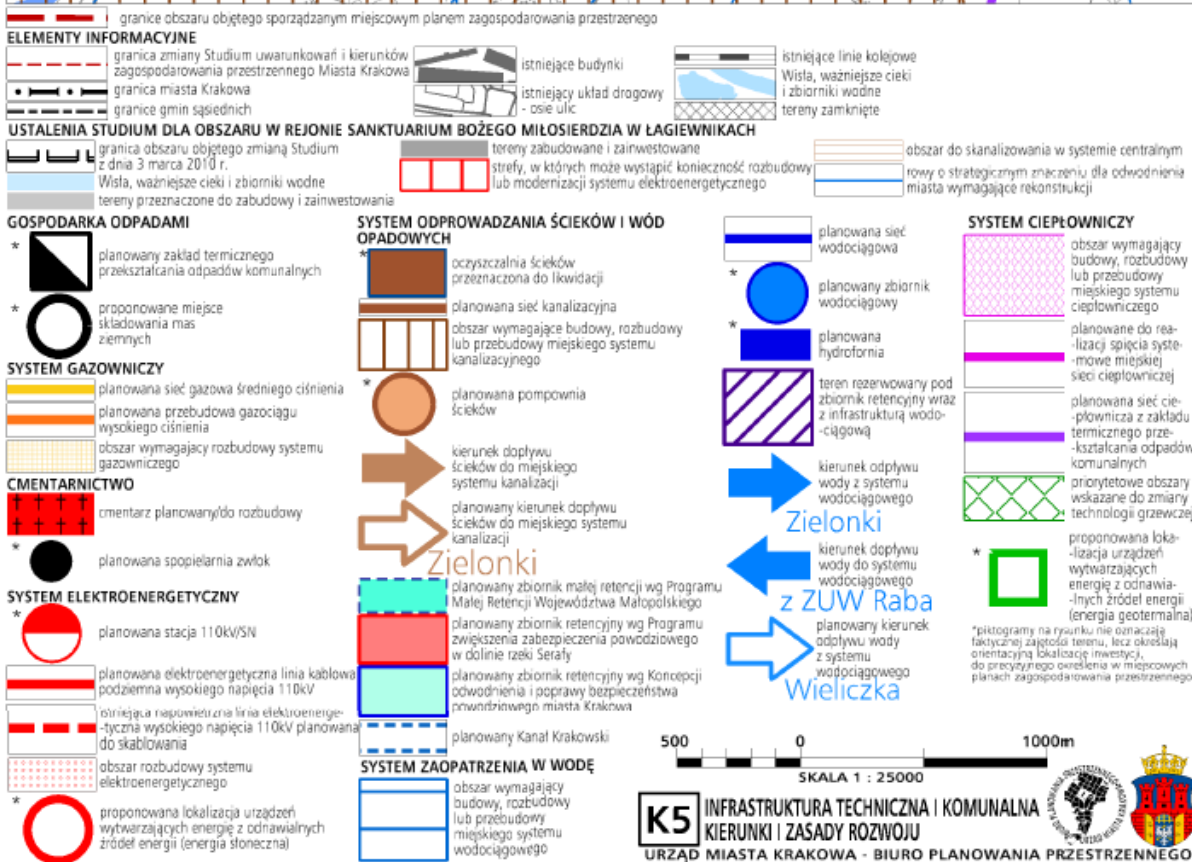 granice obszaru objętego sporządzanym miejscowym planem zagospodarowania przestrzenego
ELEMENTY INFORMACYJNE
granica zmiany Studium uwarunkowań i kierunków
zagospodarowania przestrzennego Miasta Krakowa
granica miasta Krakowa
granice gmin sąsiednich
istniejące budynki
istniejący układ drogowy
- osie ulic
istniejące linie kolejowe
Wisła, ważniejsze cieki
i zbiorniki wodne
tereny zamknięte
USTALENIA STUDIUM DLA OBSZARU W REJONIE SANKTUARIUM BOŻEGO MIŁOSIERDZIA W ŁAGIEWNIKACH
granica obszaru objętego zmianą Studium
z dnia 3 marca 2010 r.
Wisła, ważniejsze cieki i zbiorniki wodne
tereny przeznaczone do zabudowy i zainwestowania
tereny zabudowane i zainwestowane
strefy, w których może wystąpić konieczność rozbudowy
lub modernizacji systemu elektroenergetycznego
obszar do skanalizowania w systemie centralnym
rowy o strategicznym znaczeniu dla odwodnienia
miasta wymagające rekonstrukcji
GOSPODARKA ODPADAMI
*
planowany zakład termicznego
przekształcania odpadów komunalnych
*
proponowane miejsce
składowania mas
ziemnych
SYSTEM GAZOWNICZY
planowana sieć gazowa średniego ciśnienia
planowana przebudowa gazociągu
wysokiego ciśnienia
obszar wymagajacy rozbudowy systemu
gazowniczego
CMENTARNICTWO
cmentarz planowany/do rozbudowy
*
planowana spopielarnia zwłok
SYSTEM ELEKTROENERGETYCZNY
*
planowana stacja 110kV/SN
planowana elektroenergetyczna linia kablowa
podziemna wysokiego napięcia 110kV
istniejąca napowietrzna linia elektroenerge-
-tyczna wysokiego napięcia 110kV planowana
do skablowania
obszar rozbudowy systemu
elektroenergetycznego
*
proponowana lokalizacja urządzeń
wytwarzających energię z odnawialnych
źródeł energii (energia słoneczna)
SYSTEM ODPROWADZANIA ŚCIEKÓW I WÓD
OPADOWYCH
*
oczyszczalnia ścieków
przeznaczona do likwidacji
planowana sieć kanalizacyjna
obszar wymagające budowy, rozbudowy
lub przebudowy miejskiego systemu
kanalizacyjnego
*
planowana pompownia
ścieków
kierunek dopływu
ścieków do miejskiego
systemu kanalizacji
planowany kierunek dopływu
ścieków do miejskiego systemu
kanalizacji
Zielonki
planowany zbiornik małej retencji wg Programu
Małej Retencji Województwa Małopolskiego
planowany zbiornik retencyjny wg Programu
zwiększenia zabezpieczenia powodziowego
w dolinie rzeki Serafy
planowany zbiornik retencyjny wg Koncepcji
odwodnienia i poprawy bezpieczeństwa
powodziowego miasta Krakowa
planowany Kanał Krakowski
SYSTEM ZAOPATRZENIA W WODĘ
obszar wymagający
budowy, rozbudowy
lub przebudowy
miejskiego systemu
wodociągowego
planowana sieć
wodociągowa
*
planowany zbiornik
wodociągowy
*
planowana
hydrofornia
teren rezerwowany pod
zbiornik retencyjny wraz
z infrastrukturą wodo-
-ciągową
kierunek odpływu
wody z systemu
wodociągowego
Zielonki
kierunek dopływu
wody do systemu
wodociągowego
z ZUW Raba
planowany kierunek
odpływu wody
z systemu
wodociągowego
Wieliczka
SYSTEM CIEPŁOWNICZY
obszar wymagający
budowy, rozbudowy
lub przebudowy
miejskiego systemu
ciepłowniczego
planowane do rea-
-lizacji spięcia syste-
-mowe miejskiej
sieci ciepłowniczej
planowana sieć cie-
-płownicza z zakładu
termicznego prze-
-kształcania odpadów
komunalnych
priorytetowe obszary
wskazane do zmiany
technologii grzewczej
*
proponowana loka-
-lizacja urządzeń
wytwarzających
energię z odnawia-
-lnych źródeł energii
(energia geotermalna)
*piktogramy na rysunku nie oznaczają
faktycznej zajętości terenu, lecz określają
orientacyjną lokalizację inwestycji,
do precyzyjnego określenia w miejscowych
planach zagospodarowania przestrzennego
500 0 1000m
SKALA 1 : 25000
K5
INFRASTRUKTURA TECHNICZNA I KOMUNALNA
KIERUNKI I ZASADY ROZWOJU
URZĄD MIASTA KRAKOWA - BIURO PLANOWANIA PRZESTRZENNEGO